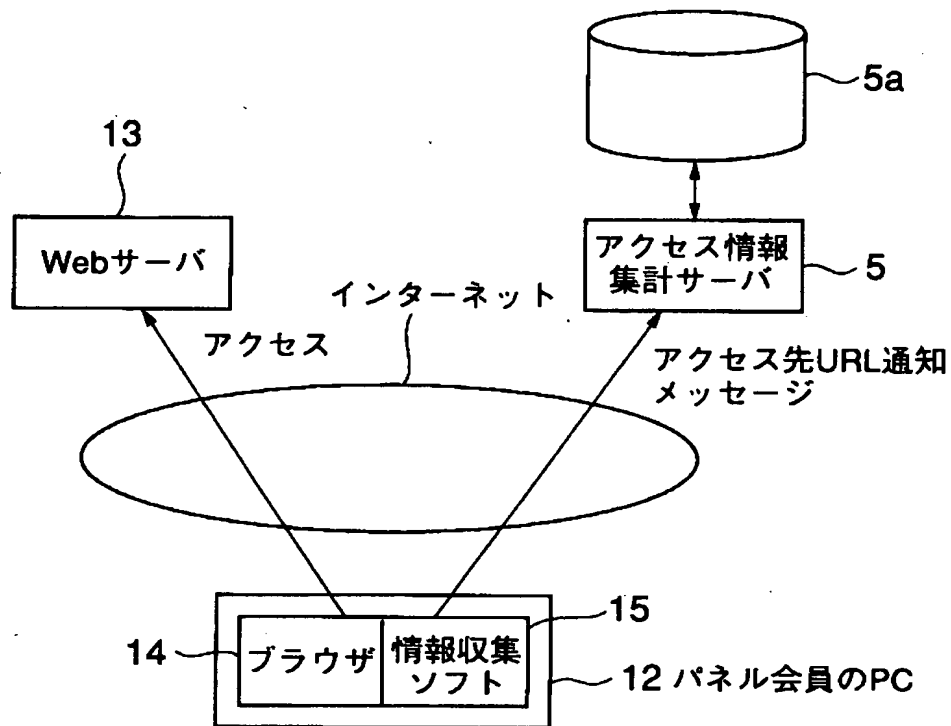 5a
13
Webサーバ
アクセス情報
集計サーバ
5
インターネット
アクセス
アクセス先URL通知
メッセージ
15
14
ブラウザ
情報収集
ソフト
12 パネル会員のPC